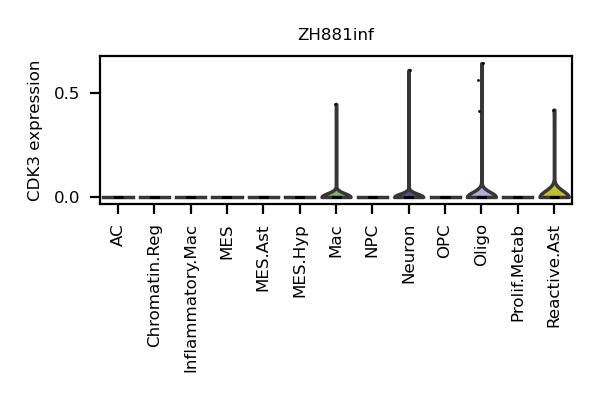 ZH881inf
CDK3 expression
0.5
0.0
AC
Chromatin.Reg
Inflammatory.Mac
MES
MES.Ast
MES.Hyp
Mac
NPC
Neuron
OPC
Oligo
Prolif.Metab
Reactive.Ast